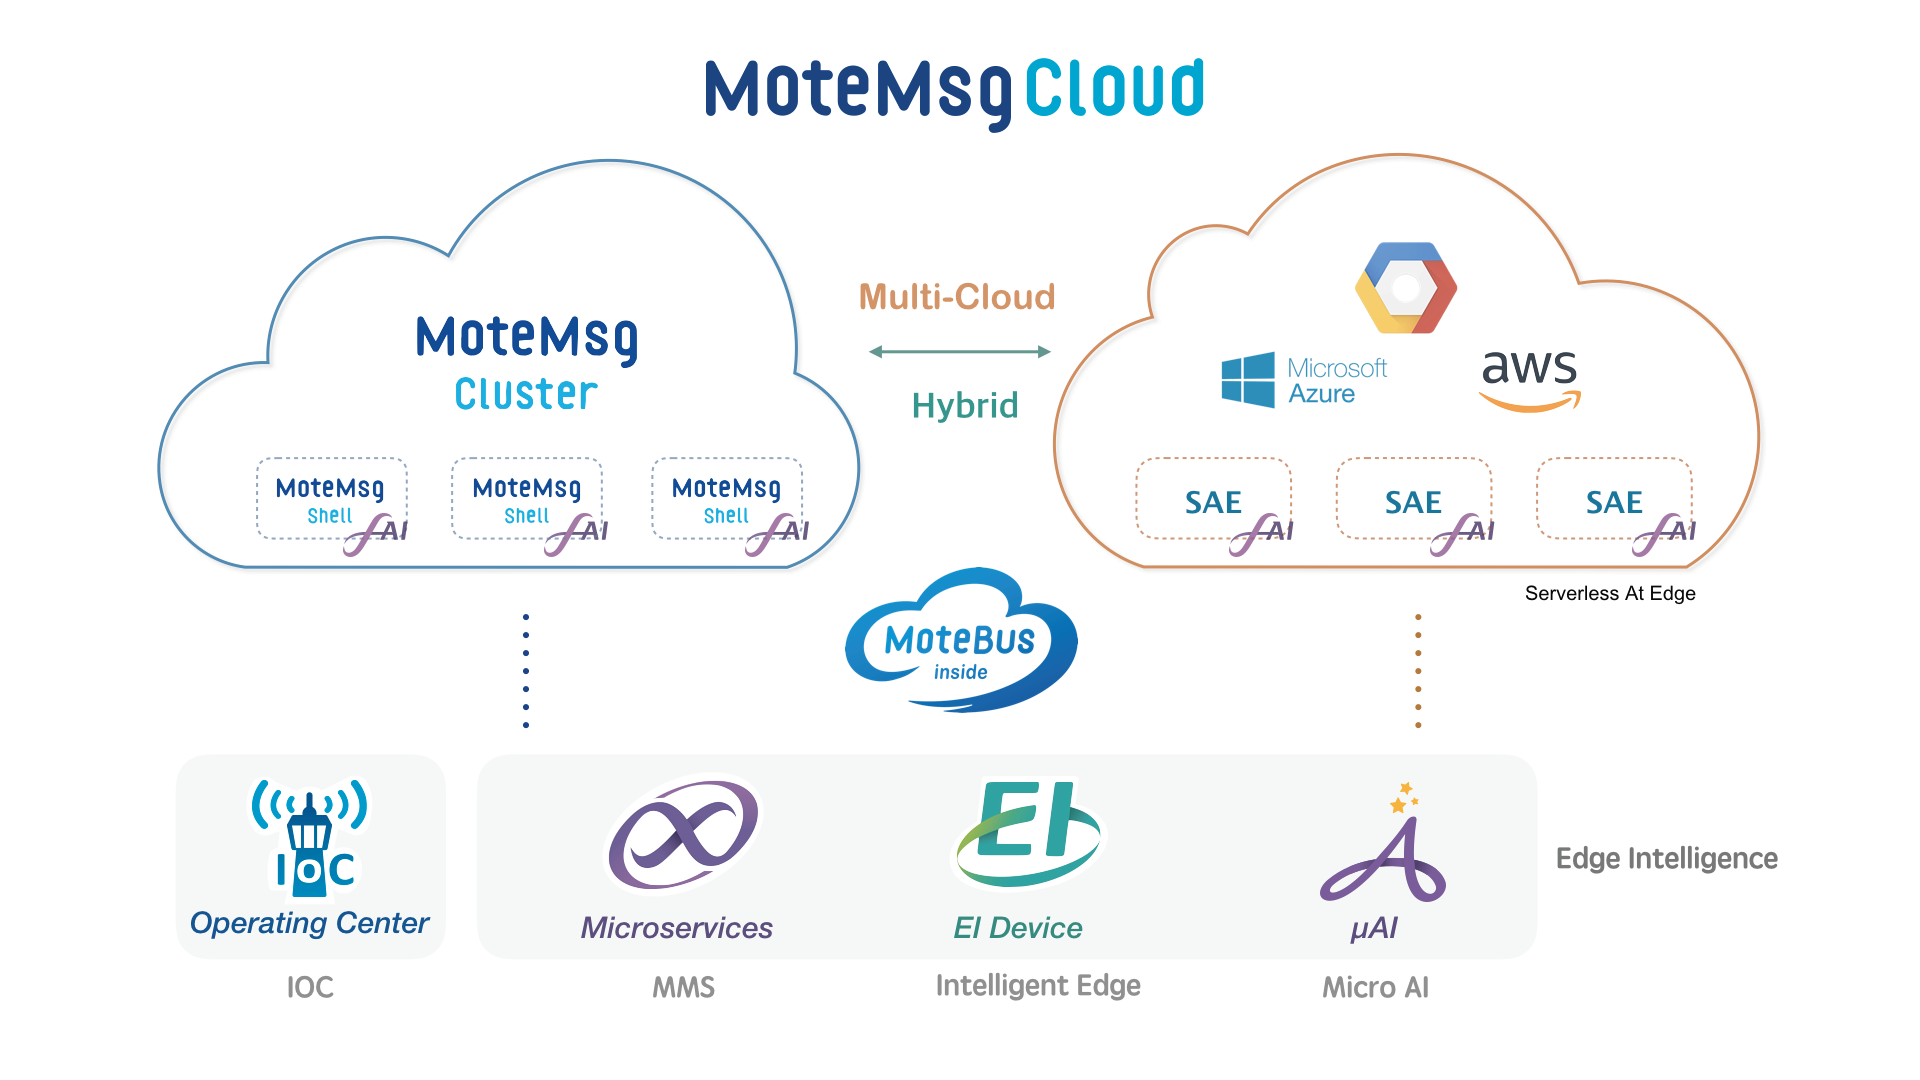 MoteMsg Cloud
MoteMsg
Cluster
MoteMsg
Shell
AI
MoteMsg
Shell
AI
MoteMsg
Shell
AI
Multi-Cloud
Hybrid
Microsoft
Azure
aws
SAE
AI
SAE
AI
SAE
AI
Serverless At Edge
MoteBus
inside
IOC
Operating Center
IOC
Microservices
MMS
EI
EI Device
Intelligent Edge
µAI
Micro AI
Edge Intelligence